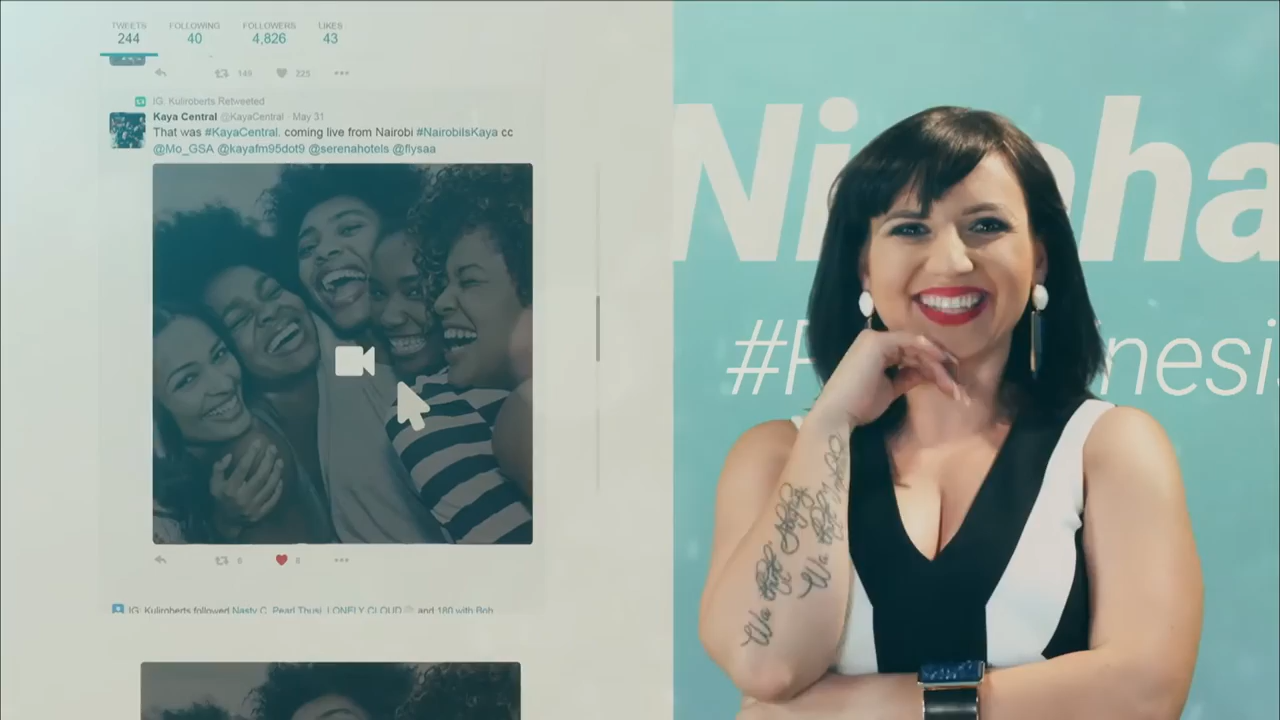 TWEETS FOLLOWING FOLLOWERS LIKES
244 40 4,826 43
149 225
IG: Kuliroberts Retweeted
Kaya Central @KayaCentral · May 31
That was #KayaCentral. coming live from Nairobi #NairobiIsKaya cc
@Mo_GSA @kayafm95dot9 @serenahotels @flysaa
6 8
IG: Kuliroberts followed Nasty C, Pearl Thusi, LONELY CLOUD and 180 with Bob